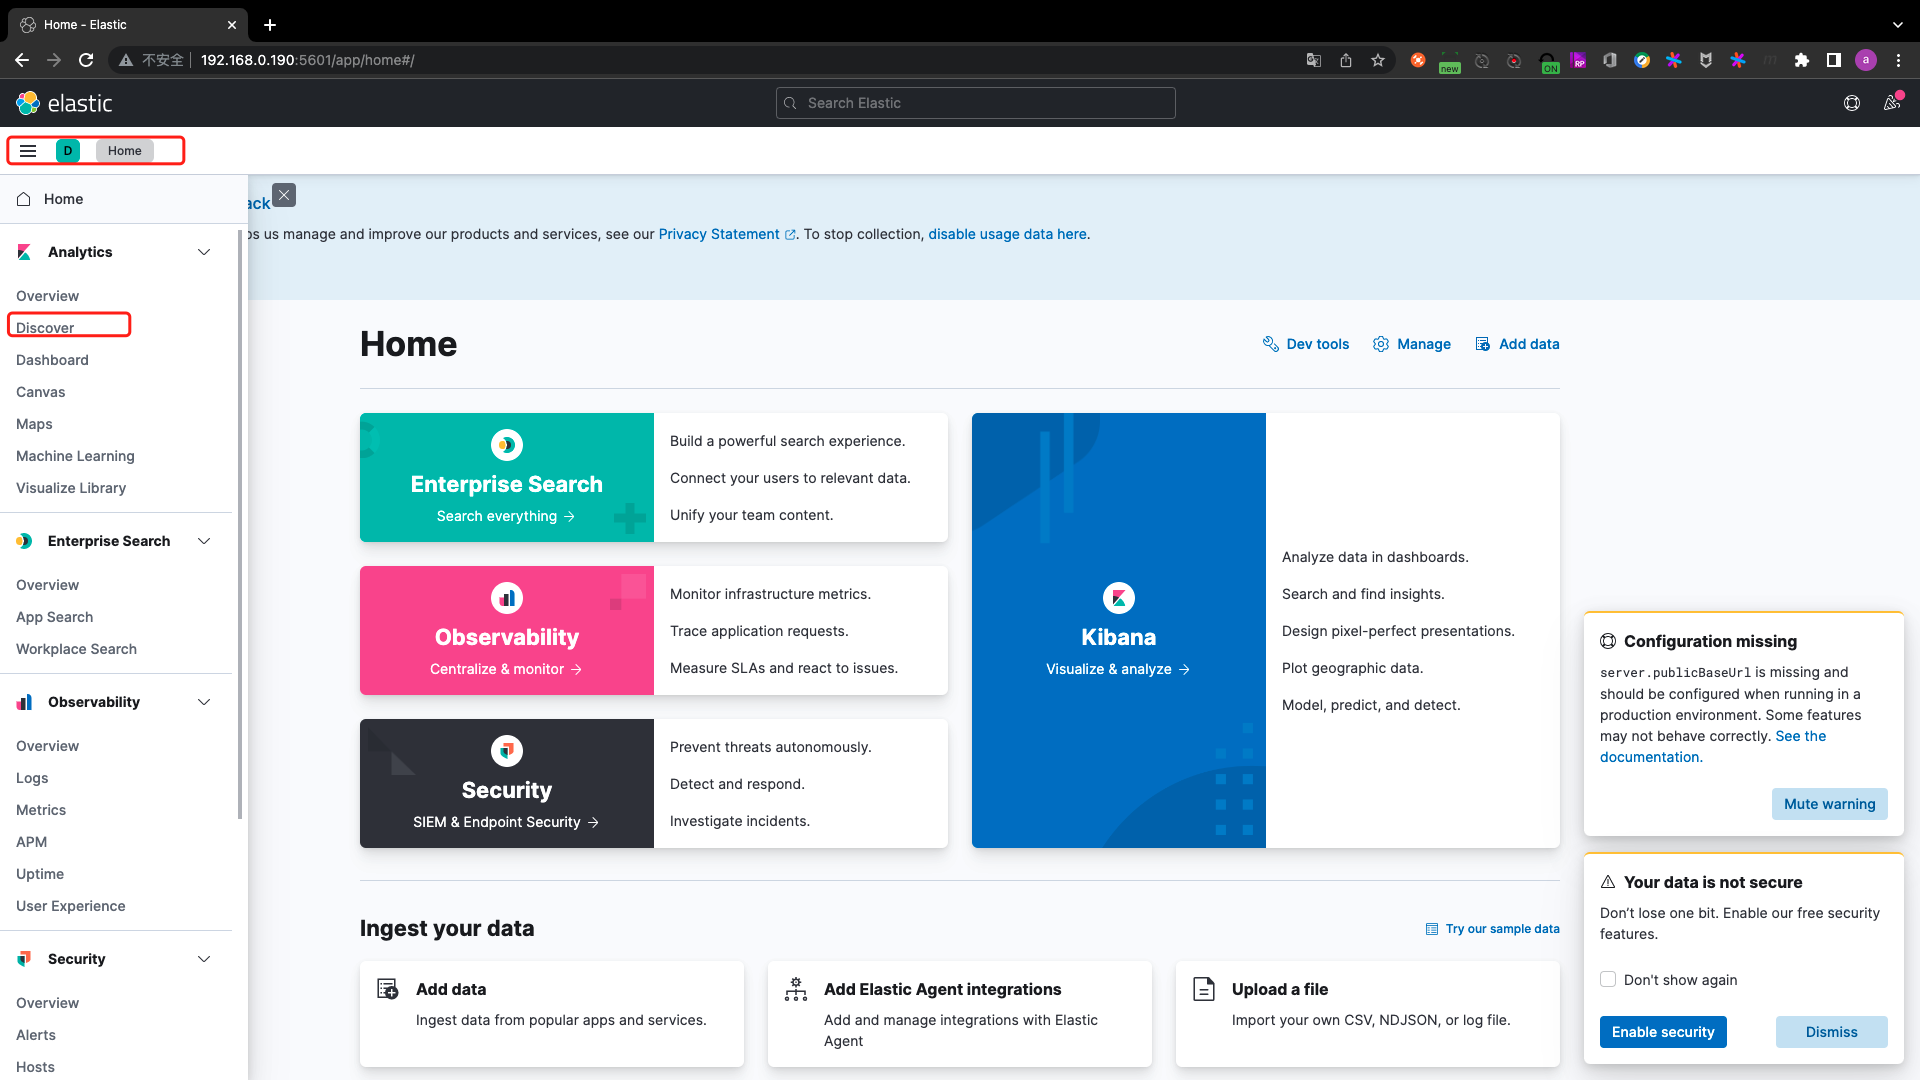 Home - Elastic
不安全
192.168.0.190:5601/app/home#/
new
ON
RP
a
elastic
Search Elastic
D
Home
Home
ack
os us manage and improve our products and services, see our Privacy Statement. To stop collection, disable usage data here.
Analytics
Overview
Discover
Dashboard
Canvas
Maps
Machine Learning
Visualize Library
Enterprise Search
Overview
App Search
Workplace Search
Observability
Overview
Logs
Metrics
APM
Uptime
User Experience
Security
Overview
Alerts
Hosts
Home
Dev tools
Manage
Add data
Enterprise Search
Search everything
Build a powerful search experience.
Connect your users to relevant data.
Unify your team content.
Observability
Centralize & monitor
Monitor infrastructure metrics.
Trace application requests.
Measure SLAs and react to issues.
Security
SIEM & Endpoint Security
Prevent threats autonomously.
Detect and respond.
Investigate incidents.
Kibana
Visualize & analyze
Analyze data in dashboards.
Search and find insights.
Design pixel-perfect presentations.
Plot geographic data.
Model, predict, and detect.
Ingest your data
Try our sample data
Add data
Ingest data from popular apps and services.
Add Elastic Agent integrations
Add and manage integrations with Elastic
Agent
Upload a file
Import your own CSV, NDJSON, or log file.
Configuration missing
server.publicBaseUrl is missing and
should be configured when running in a
production environment. Some features
may not behave correctly. See the
documentation.
Mute warning
Your data is not secure
Don’t lose one bit. Enable our free security
features.
Don't show again
Enable security
Dismiss